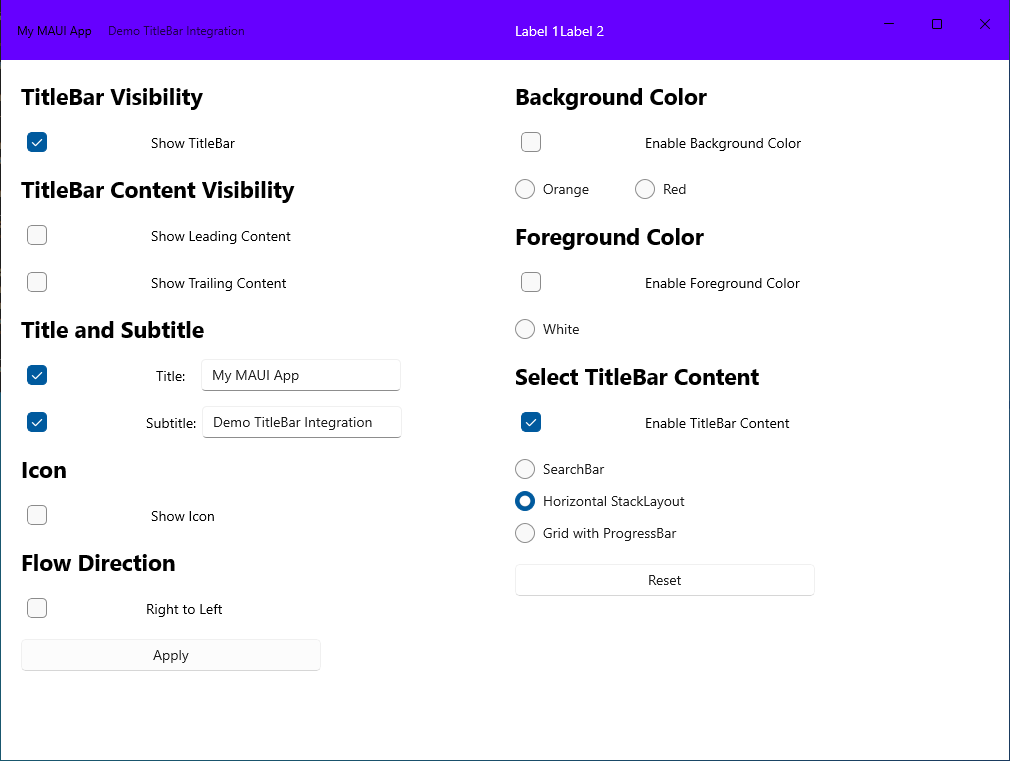 My MAUI App Demo TitleBar Integration Label 1Label 2
TitleBar Visibility
Show TitleBar
TitleBar Content Visibility
Show Leading Content
Show Trailing Content
Title and Subtitle
Title: My MAUI App
Subtitle: Demo TitleBar Integration
Icon
Show Icon
Flow Direction
Right to Left
Apply
Background Color
Enable Background Color
Orange Red
Foreground Color
Enable Foreground Color
White
Select TitleBar Content
Enable TitleBar Content
SearchBar
Horizontal StackLayout
Grid with ProgressBar
Reset